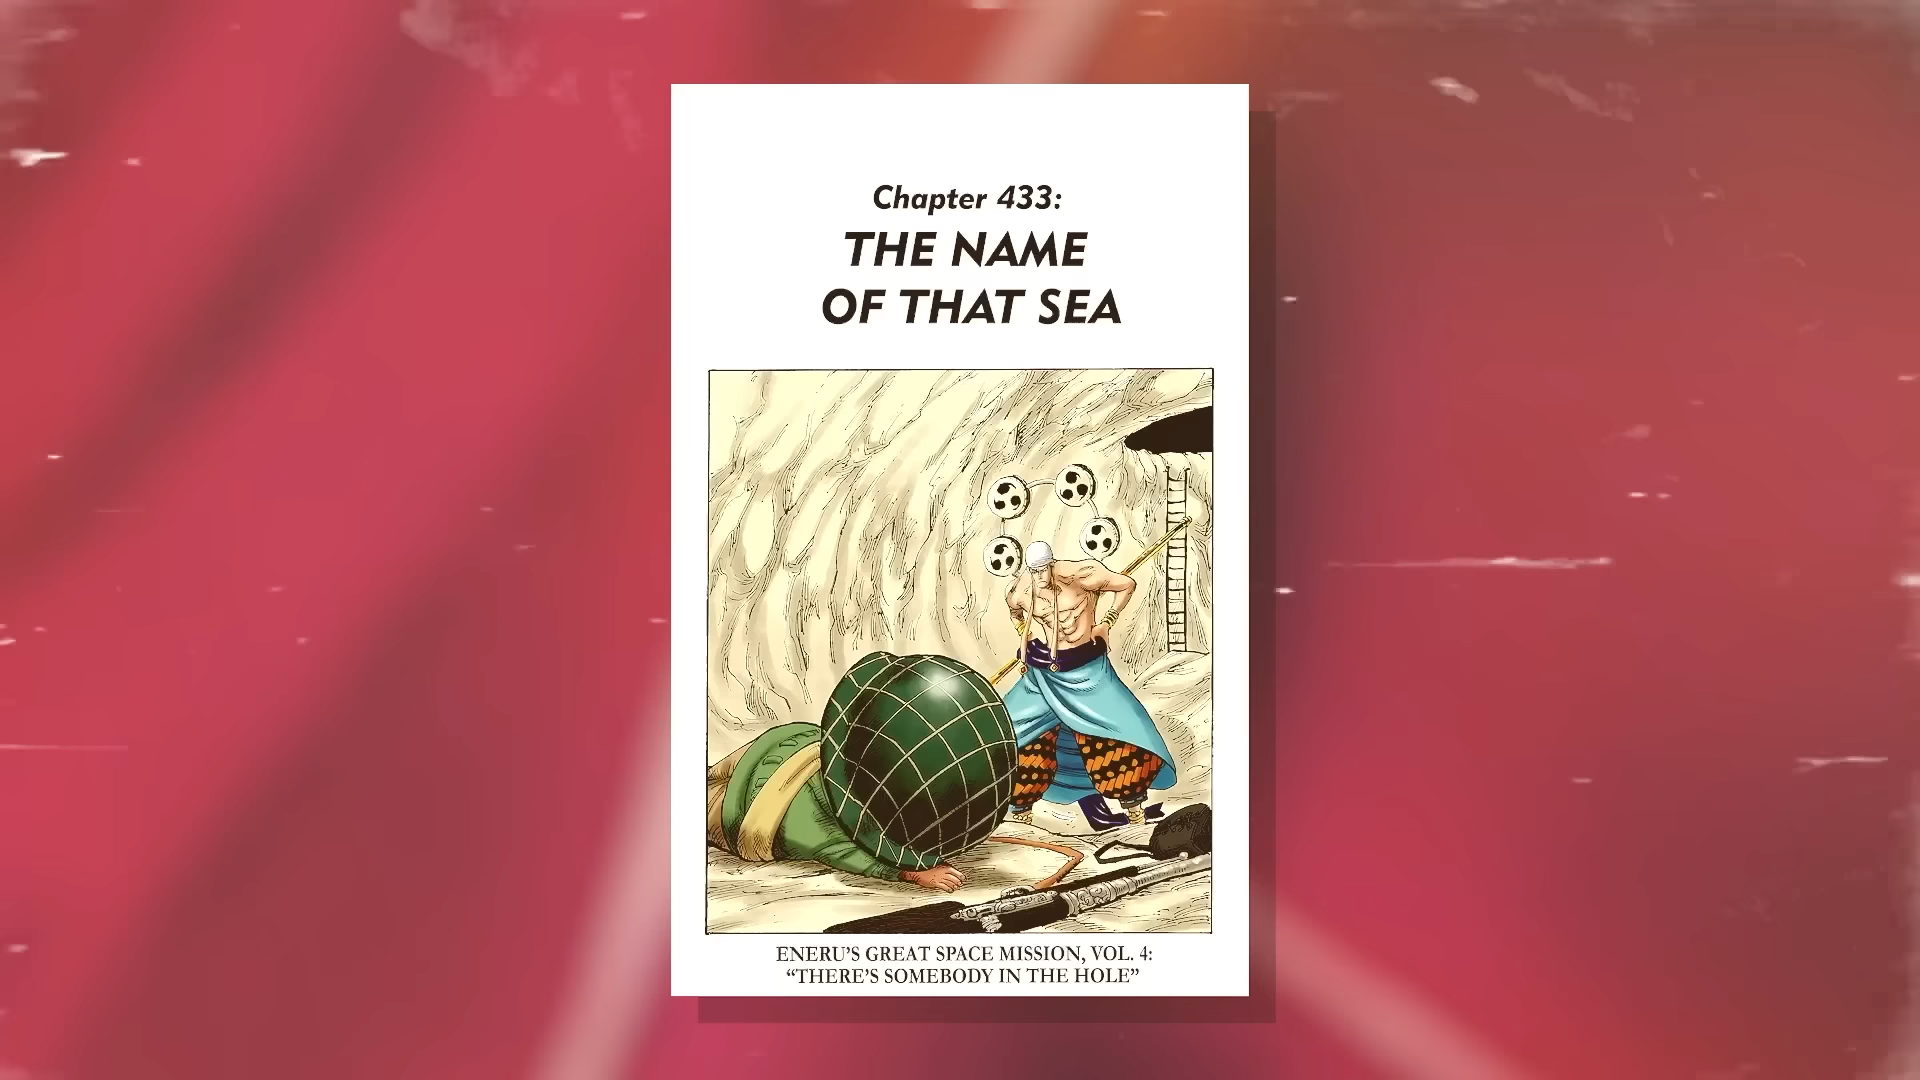 Chapter 433:
THE NAME
OF THAT SEA
ENERU'S GREAT SPACE MISSION, VOL. 4:
“THERE'S SOMEBODY IN THE HOLE”